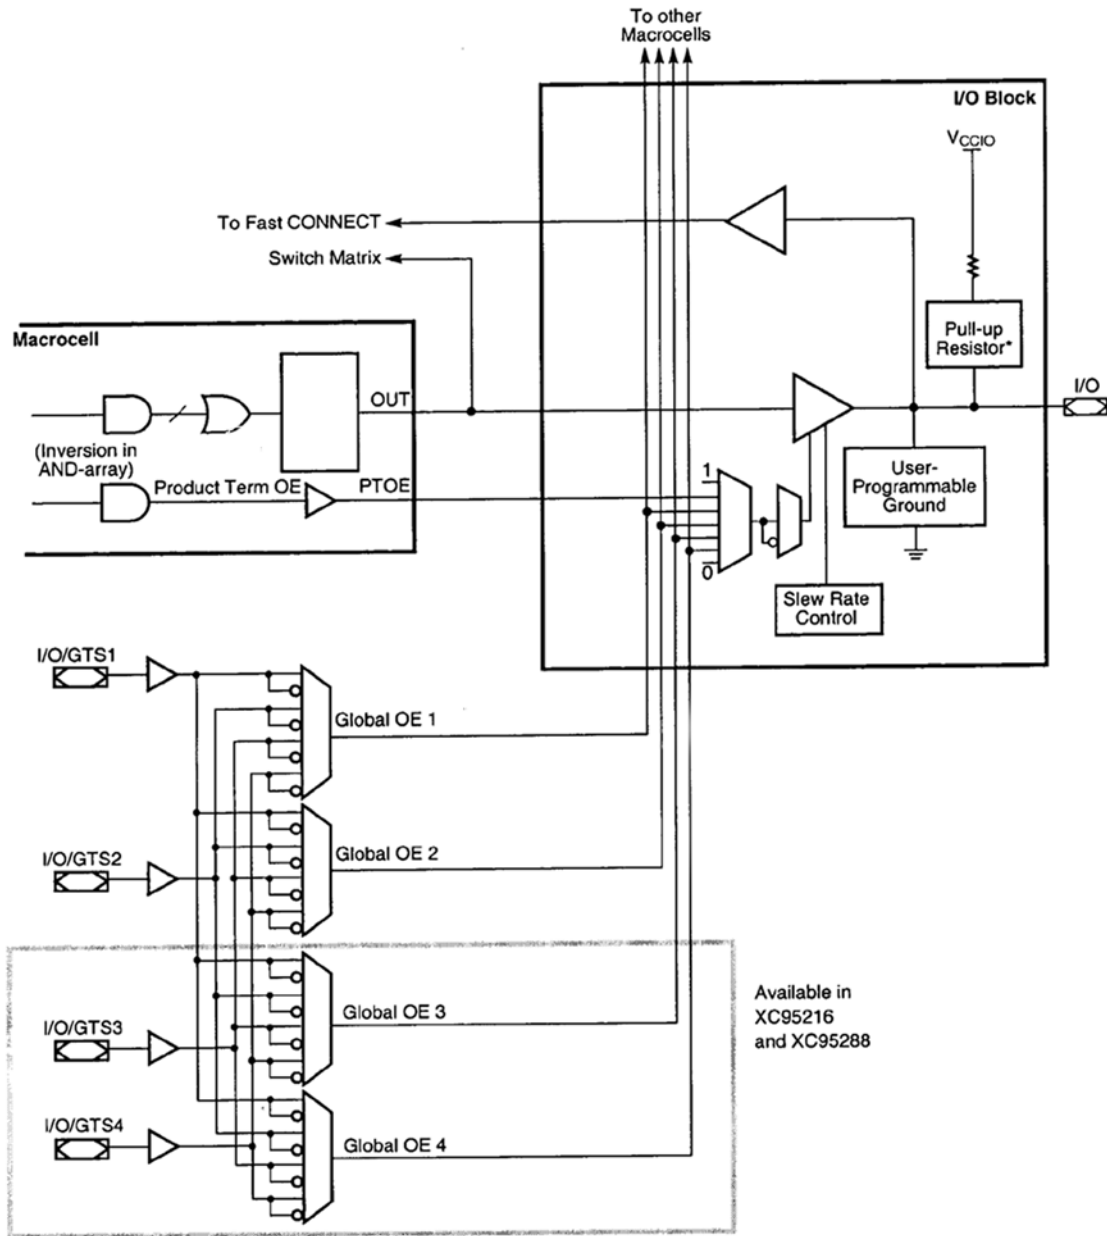 To other
Macrocells
I/O Block
VCCIO
To Fast CONNECT
Switch Matrix
Macrocell
Pull-up
Resistor*
I/O
OUT
(Inversion in
AND-array)
Product Term OE
PTOE
1
User-
Programmable
Ground
0
Slew Rate
Control
I/O/GTS1
Global OE 1
I/O/GTS2
Global OE 2
I/O/GTS3
Global OE 3
Available in
XC95216
and XC95288
I/O/GTS4
Global OE 4